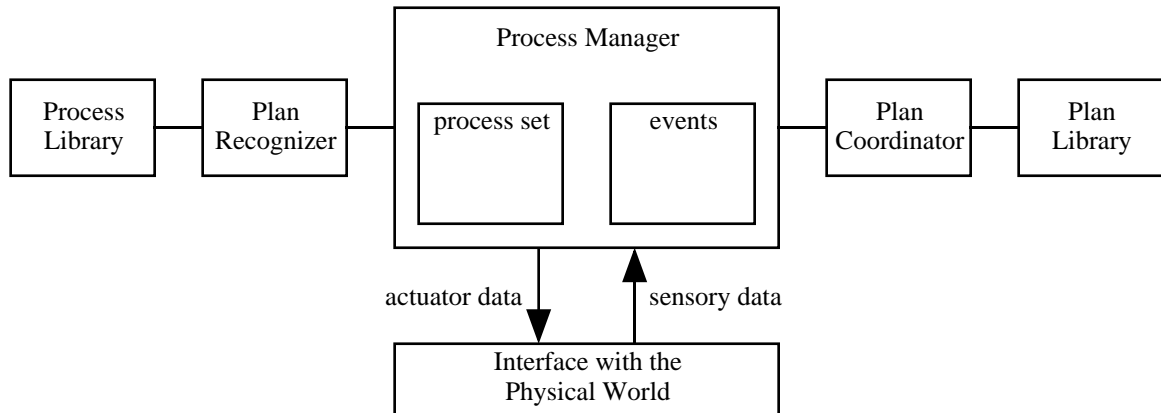 Process Manager
Process
Library
Plan
Recognizer
process set
events
Plan
Coordinator
Plan
Library
actuator data
sensory data
Interface with the
Physical World